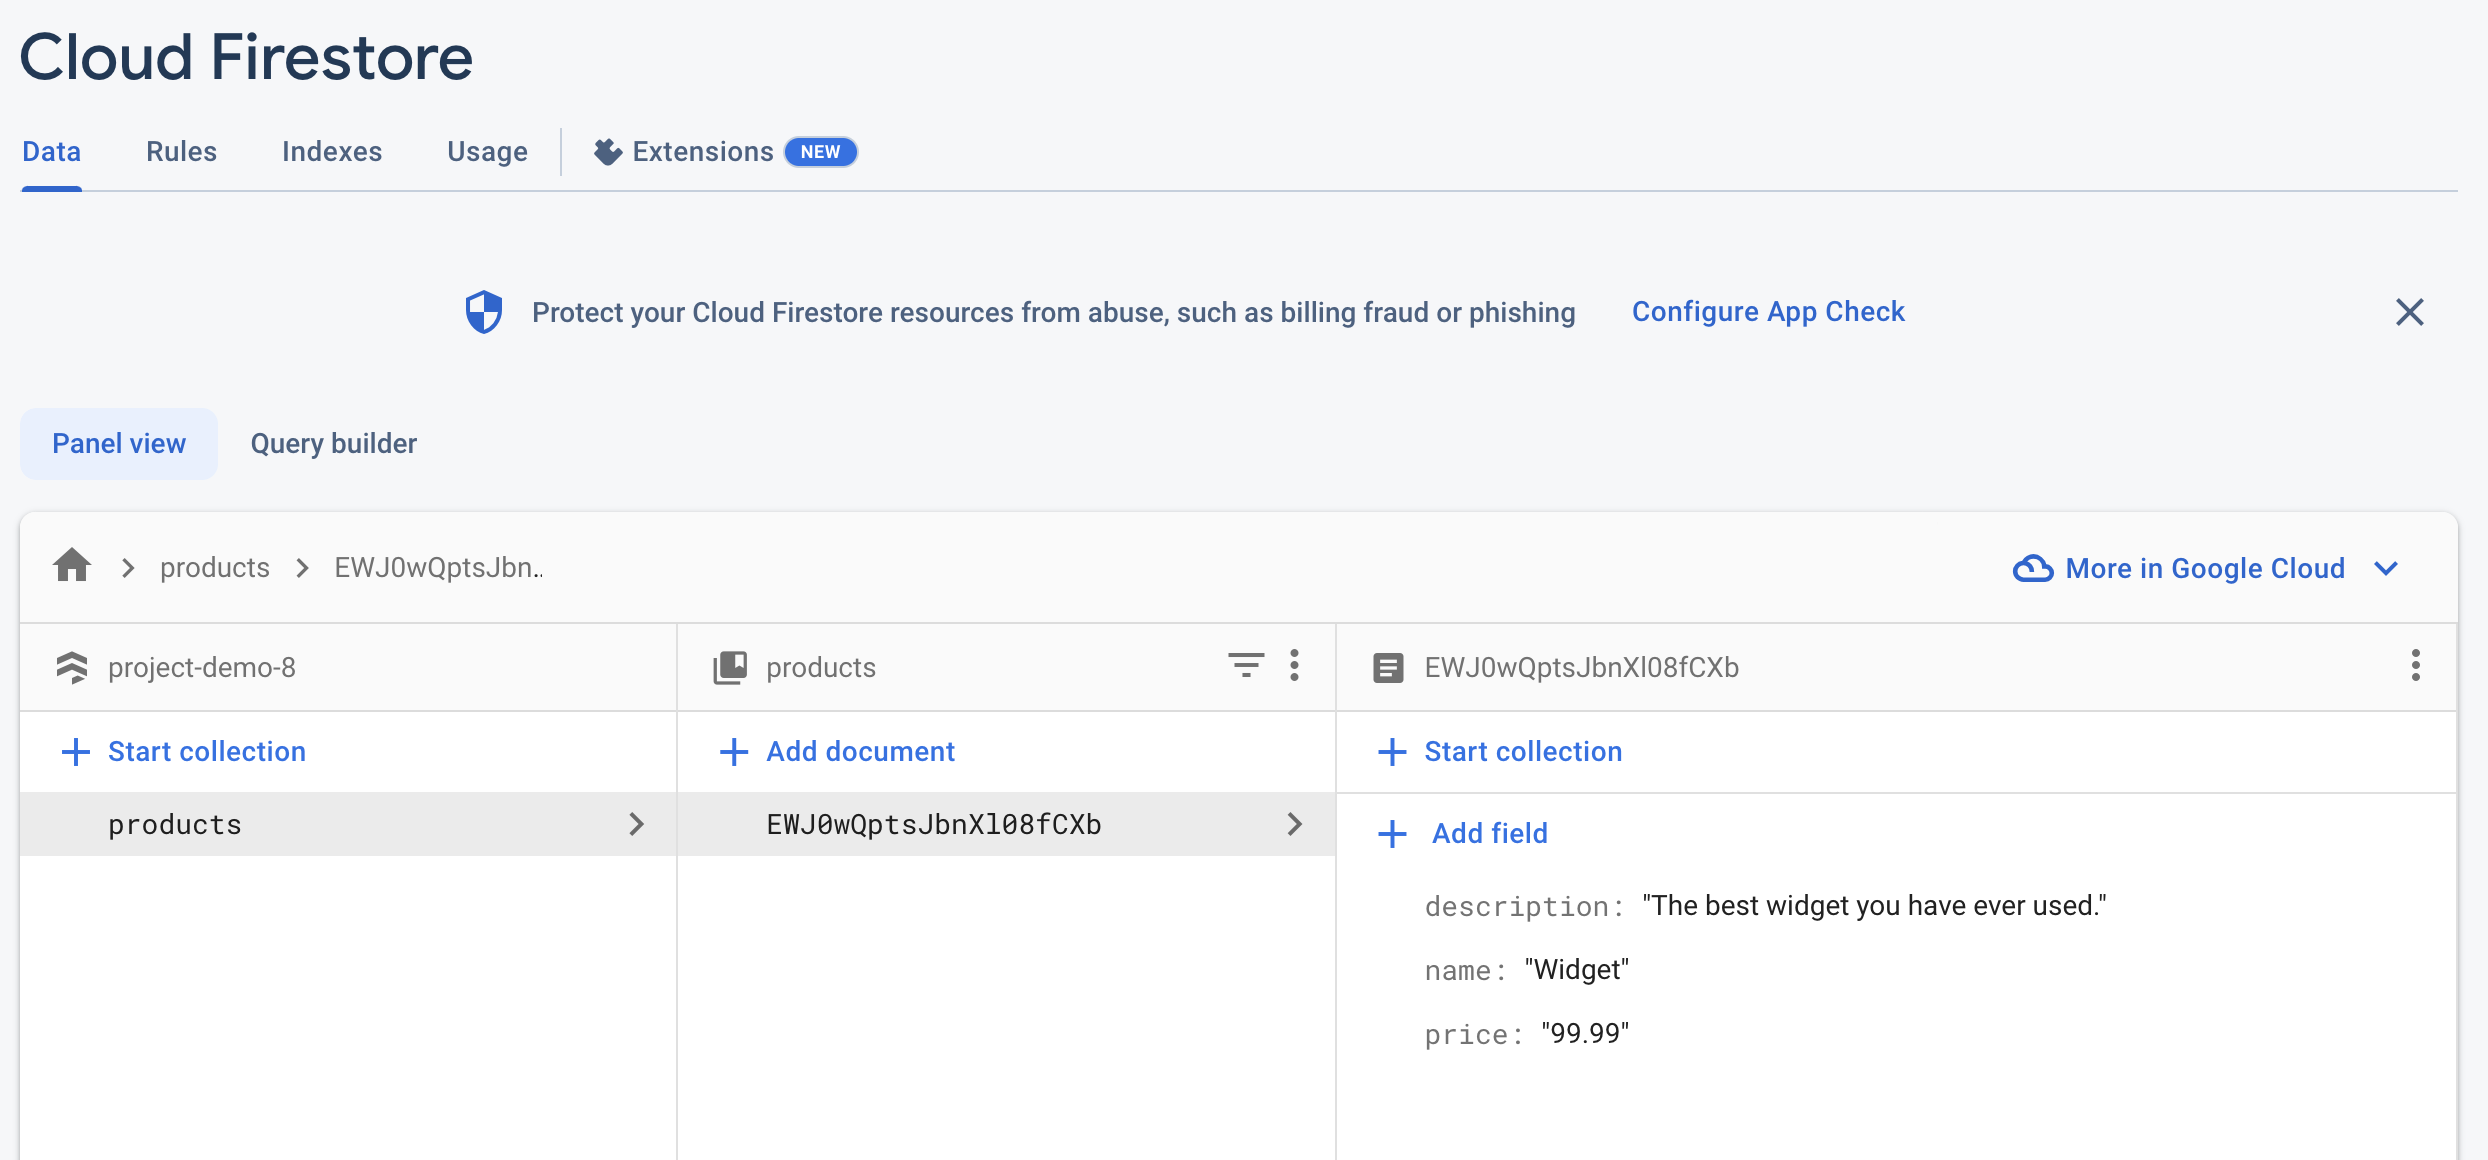 Cloud Firestore
Data Rules Indexes Usage Extensions NEW
Protect your Cloud Firestore resources from abuse, such as billing fraud or phishing Configure App Check
Panel view Query builder
products EWJ0wQptsJbn..
More in Google Cloud
project-demo-8
products
EWJ0wQptsJbnXl08fCXb
Start collection
Add document
Start collection
products
EWJ0wQptsJbnXl08fCXb
Add field
description: "The best widget you have ever used."
name: "Widget"
price: "99.99"